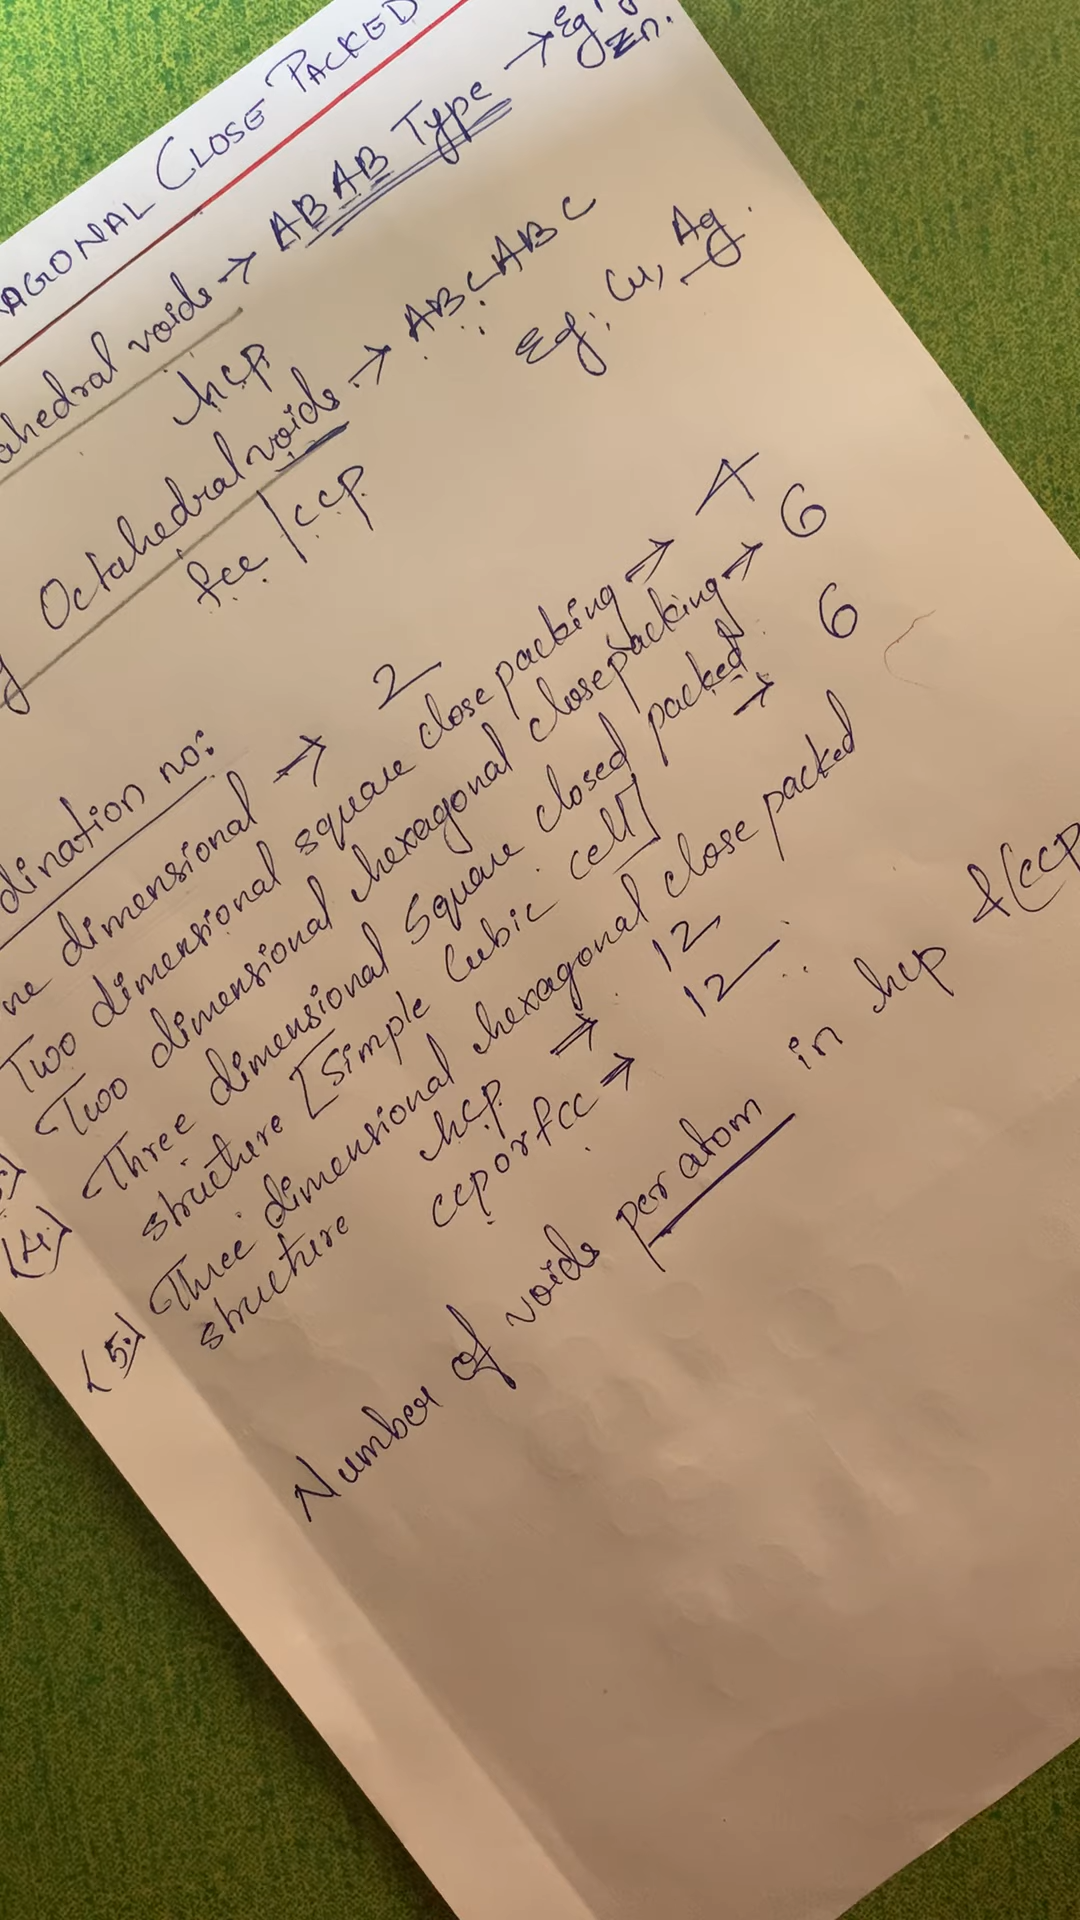 AGONAL CLOSE PACKED
ahedral voids → ABAB Type → Eg:
Zn.
hcp
Octahedral voids → ABCABC
fcc/ccp
Eg: Cu, Ag.
dination no:
ne dimensional → 2
Two dimensional square close packing → 4
Two dimensional hexagonal close packing → 6
(4) Three dimensional square closed packed → 6
structure [simple cubic cell]
(5) Three dimensional hexagonal close packed
structure hcp → 12
ccp or fcc → 12
Number of voids per atom in hcp & (ccp